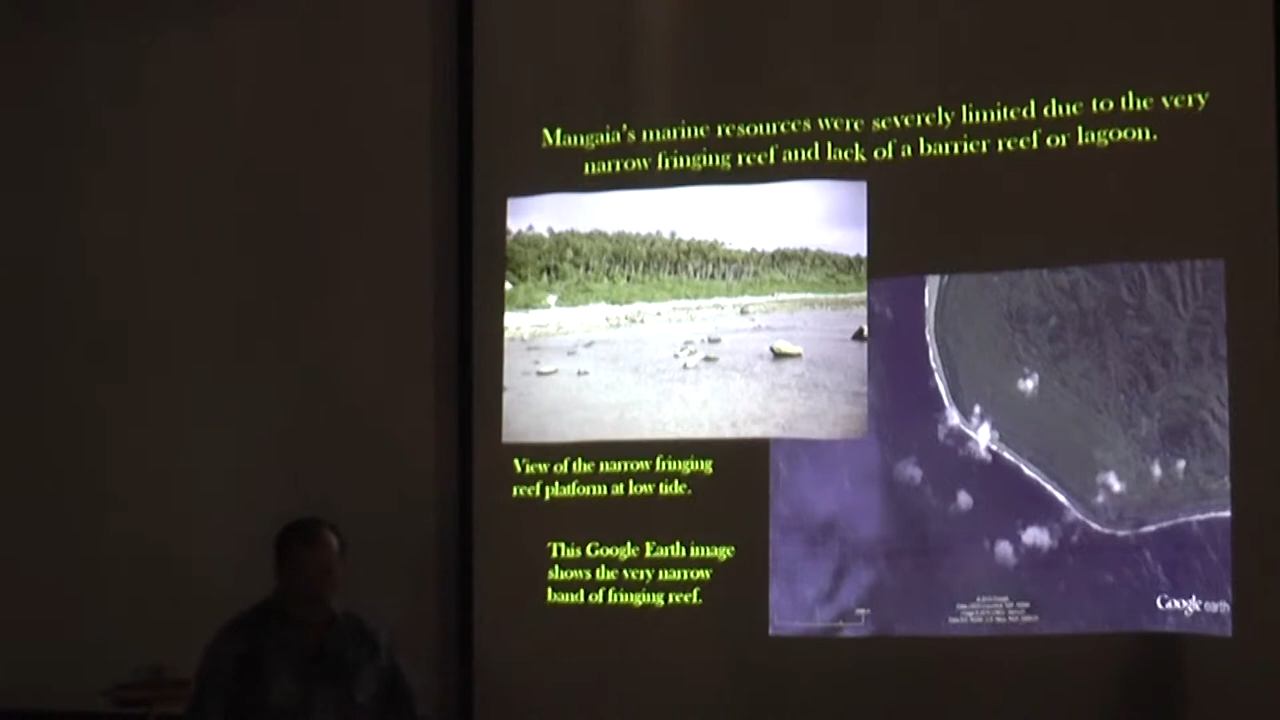 Mangaia's marine resources were severely limited due to the very
narrow fringing reef and lack of a barrier reef or lagoon.
View of the narrow fringing
reef platform at low tide.
This Google Earth image
shows the very narrow
band of fringing reef.
Google earth